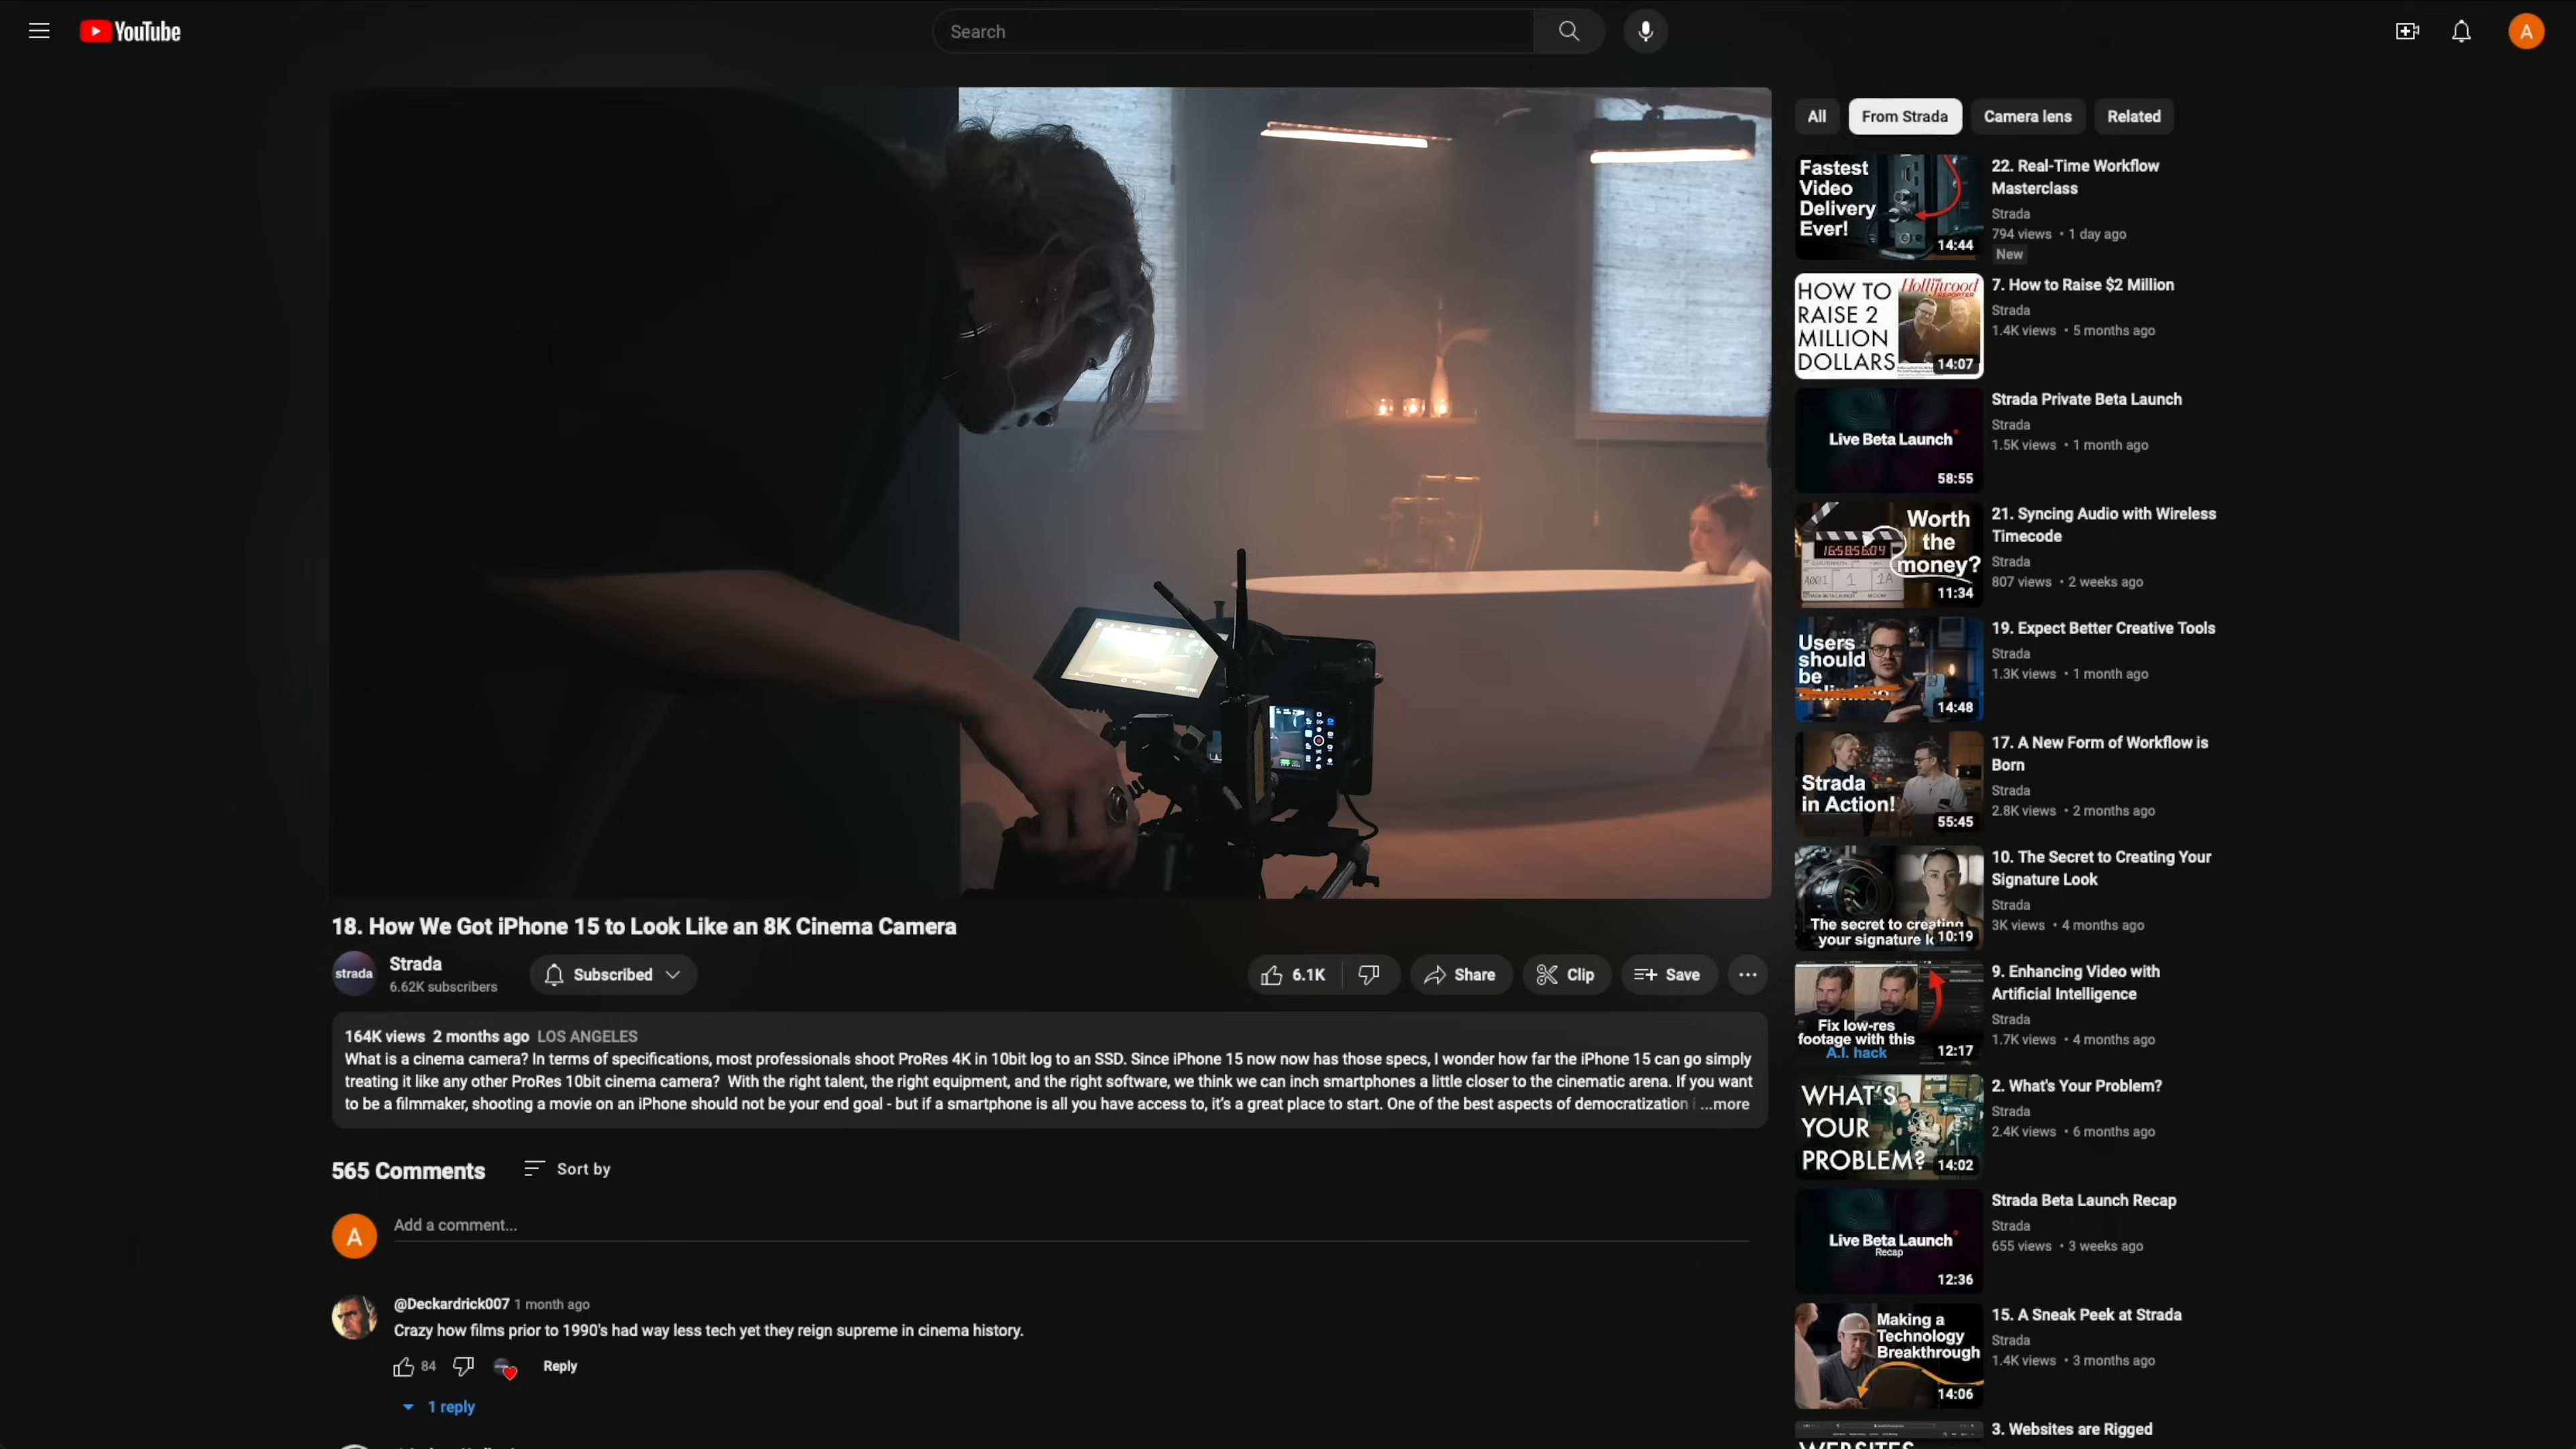 YouTube
Search
A
All
From Strada
Camera lens
Related
Fastest
Video
Delivery
Ever!
14:44
22. Real-Time Workflow
Masterclass
Strada
794 views • 1 day ago
New
HOW TO
RAISE 2
MILLION
DOLLARS
Hollywood
14:07
7. How to Raise $2 Million
Strada
1.4K views • 5 months ago
Live Beta Launch
58:55
Strada Private Beta Launch
Strada
1.5K views • 1 month ago
Worth
the
money?
16:58:56:04
A001
1
1A
11:34
21. Syncing Audio with Wireless
Timecode
Strada
807 views • 2 weeks ago
Users
should
be
14:48
19. Expect Better Creative Tools
Strada
1.3K views • 1 month ago
Strada
in Action!
55:45
17. A New Form of Workflow is
Born
Strada
2.8K views • 2 months ago
The secret to creating
your signature
10:19
10. The Secret to Creating Your
Signature Look
Strada
3K views • 4 months ago
Fix low-res
footage with this
A.I. hack
12:17
9. Enhancing Video with
Artificial Intelligence
Strada
1.7K views • 4 months ago
WHAT'S
YOUR
PROBLEM?
14:02
2. What's Your Problem?
Strada
2.4K views • 6 months ago
Live Beta Launch
Recap
12:36
Strada Beta Launch Recap
Strada
655 views • 3 weeks ago
Making a
Technology
Breakthrough
14:06
15. A Sneak Peek at Strada
Strada
1.4K views • 3 months ago
WEBSITES
3. Websites are Rigged
18. How We Got iPhone 15 to Look Like an 8K Cinema Camera
strada
Strada
6.62K subscribers
Subscribed
6.1K
Share
Clip
Save
164K views 2 months ago LOS ANGELES
What is a cinema camera? In terms of specifications, most professionals shoot ProRes 4K in 10bit log to an SSD. Since iPhone 15 now now has those specs, I wonder how far the iPhone 15 can go simply
treating it like any other ProRes 10bit cinema camera? With the right talent, the right equipment, and the right software, we think we can inch smartphones a little closer to the cinematic arena. If you want
to be a filmmaker, shooting a movie on an iPhone should not be your end goal - but if a smartphone is all you have access to, it's a great place to start. One of the best aspects of democratization ...more
565 Comments
Sort by
A
Add a comment...
@Deckardrick007 1 month ago
Crazy how films prior to 1990's had way less tech yet they reign supreme in cinema history.
84
Reply
1 reply